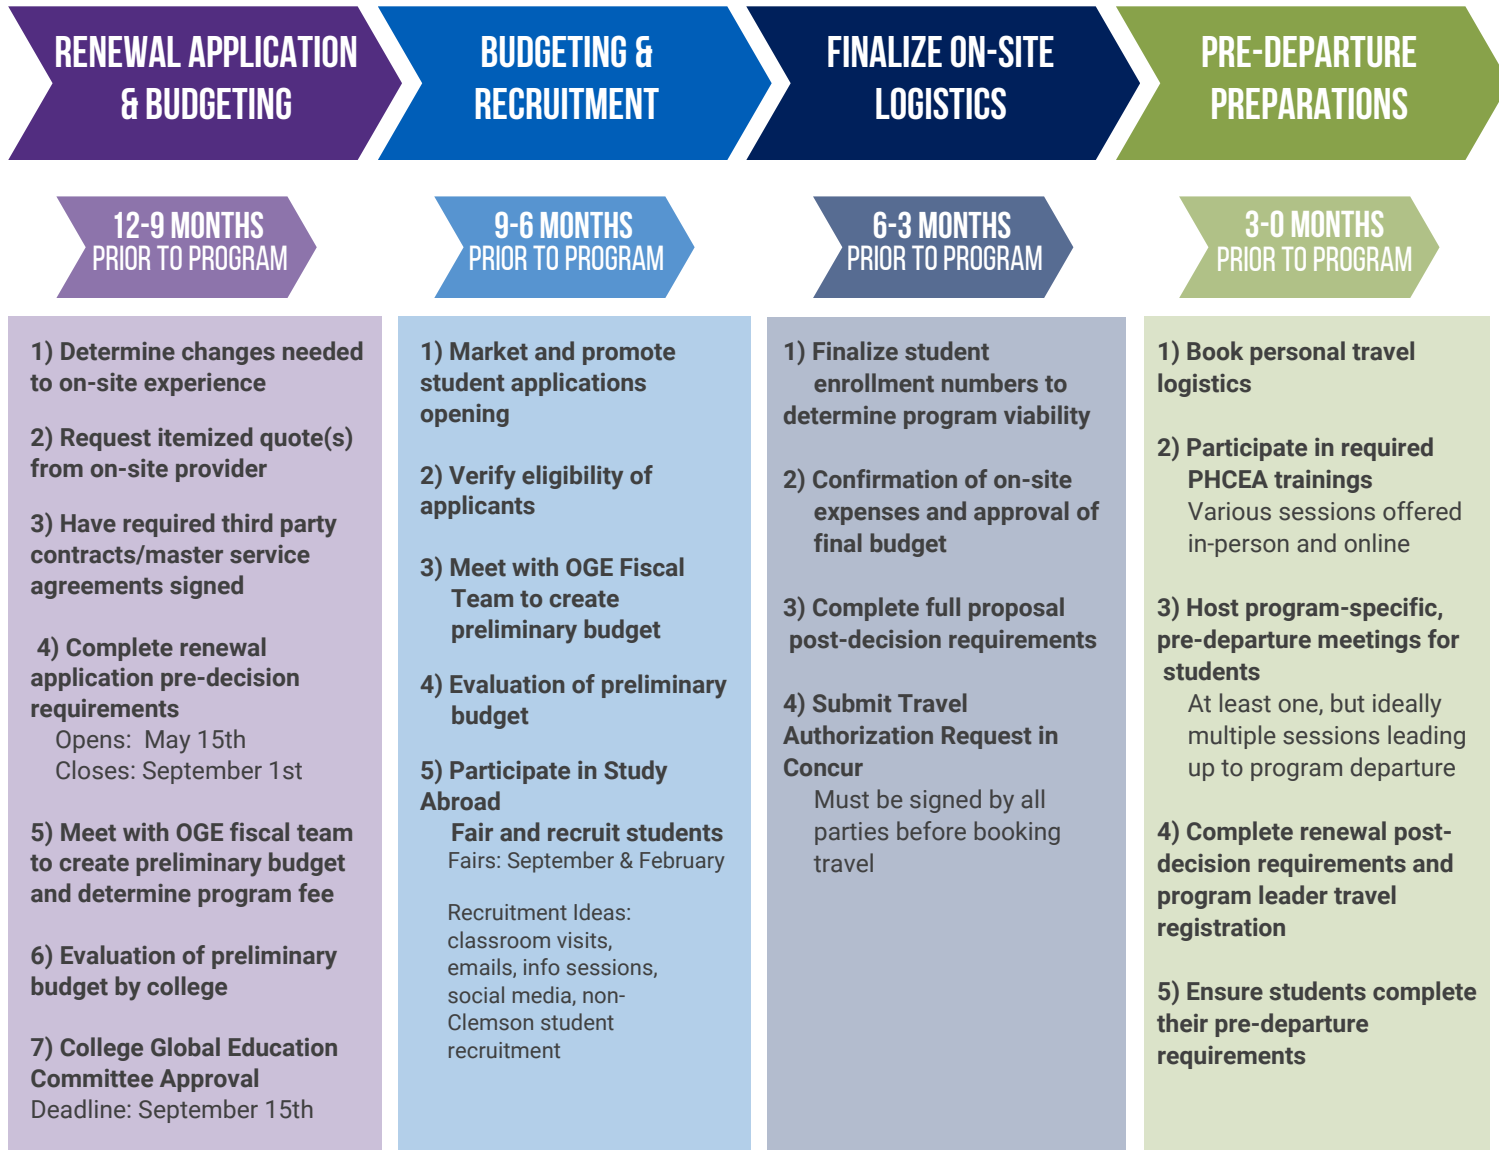 RENEWAL APPLICATION
& BUDGETING
BUDGETING &
RECRUITMENT
FINALIZE ON-SITE
LOGISTICS
PRE-DEPARTURE
PREPARATIONS
12-9 MONTHS
PRIOR TO PROGRAM
9-6 MONTHS
PRIOR TO PROGRAM
6-3 MONTHS
PRIOR TO PROGRAM
3-0 MONTHS
PRIOR TO PROGRAM
1) Determine changes needed
to on-site experience
2) Request itemized quote(s)
from on-site provider
3) Have required third party
contracts/master service
agreements signed
4) Complete renewal
application pre-decision
requirements
Opens: May 15th
Closes: September 1st
5) Meet with OGE fiscal team
to create preliminary budget
and determine program fee
6) Evaluation of preliminary
budget by college
7) College Global Education
Committee Approval
Deadline: September 15th
1) Market and promote
student applications
opening
2) Verify eligibility of
applicants
3) Meet with OGE Fiscal
Team to create
preliminary budget
4) Evaluation of preliminary
budget
5) Participate in Study
Abroad
Fair and recruit students
Fairs: September & February
Recruitment Ideas:
classroom visits,
emails, info sessions,
social media, non-
Clemson student
recruitment
1) Finalize student
enrollment numbers to
determine program viability
2) Confirmation of on-site
expenses and approval of
final budget
3) Complete full proposal
post-decision requirements
4) Submit Travel
Authorization Request in
Concur
Must be signed by all
parties before booking
travel
1) Book personal travel
logistics
2) Participate in required
PHCEA trainings
Various sessions offered
in-person and online
3) Host program-specific,
pre-departure meetings for
students
At least one, but ideally
multiple sessions leading
up to program departure
4) Complete renewal post-
decision requirements and
program leader travel
registration
5) Ensure students complete
their pre-departure
requirements